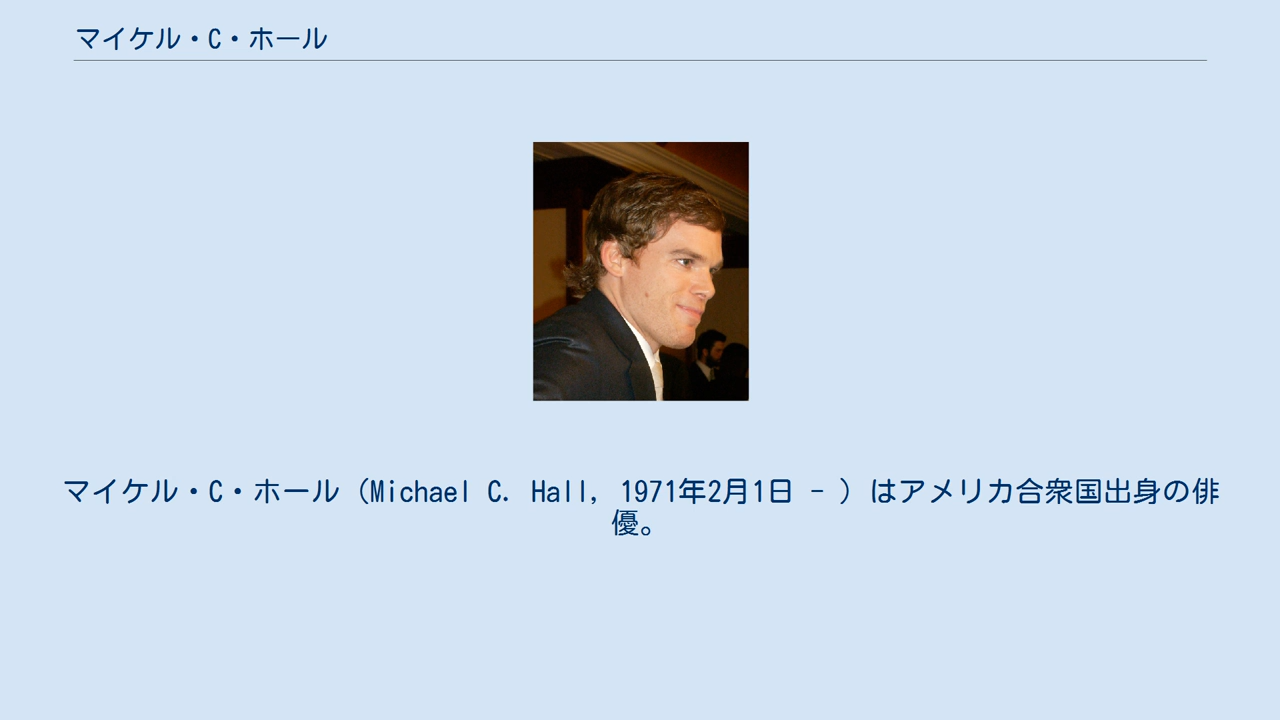 マイケル・C・ホール
マイケル・C・ホール（Michael C. Hall, 1971年2月1日 - ）はアメリカ合衆国出身の俳
優。